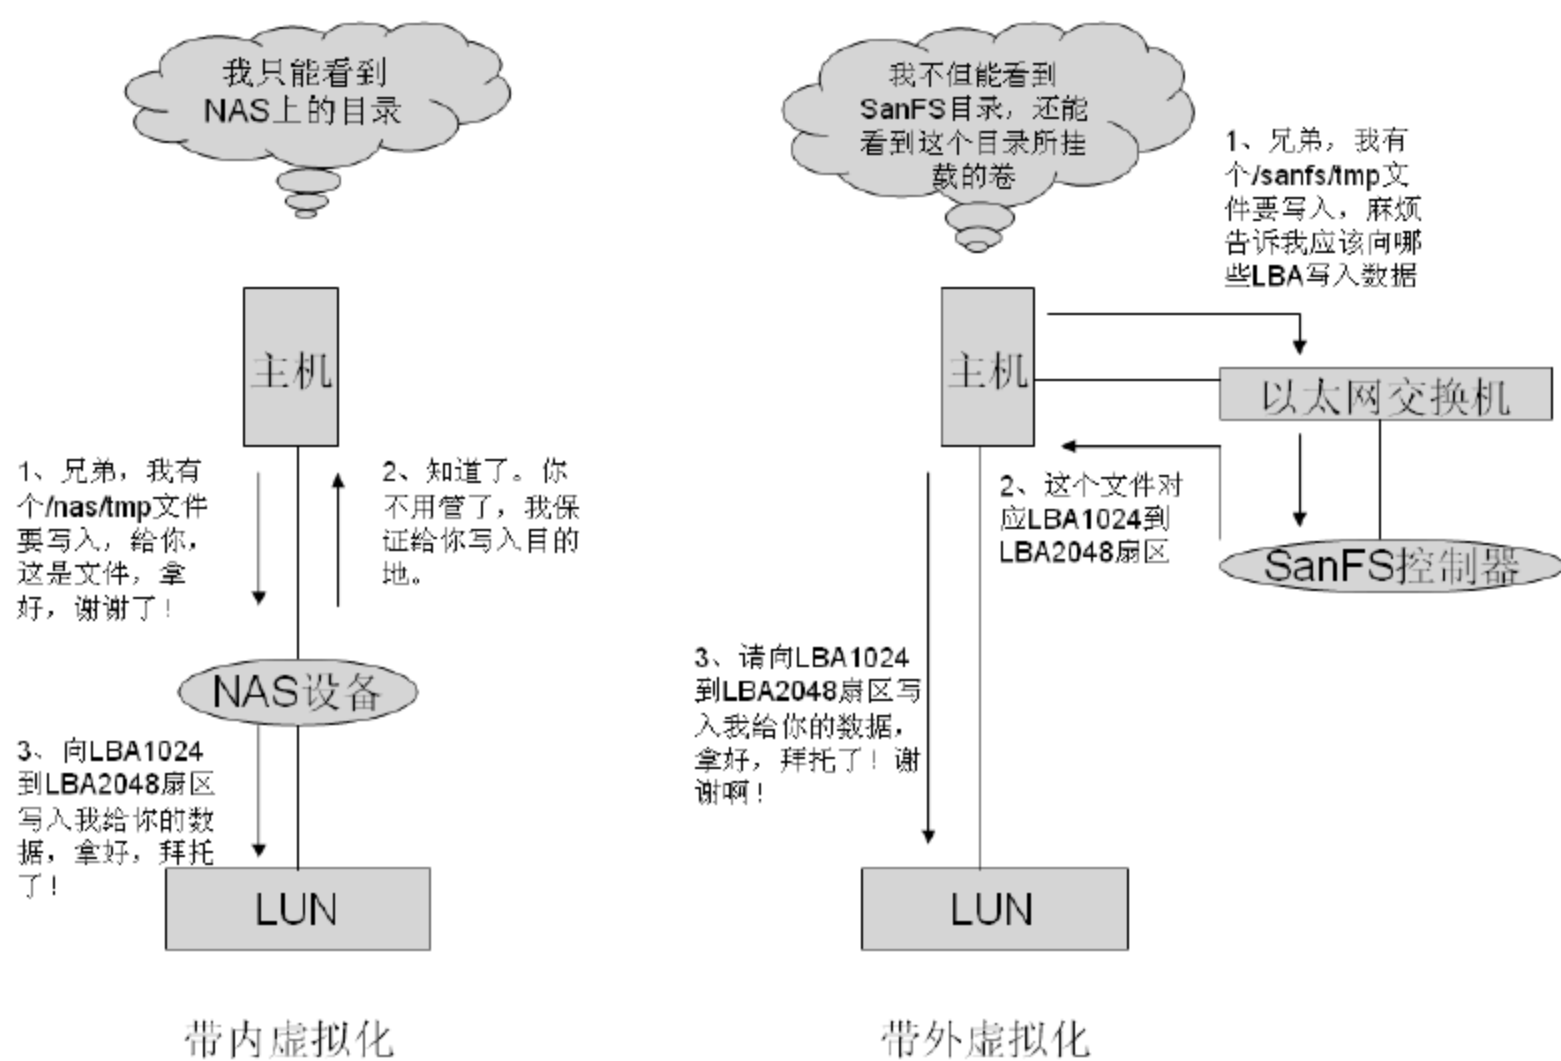 我只能看到
NAS上的目录
主机
1、兄弟，我有
个/nas/tmp文件
要写入，给你，
这是文件，拿
好，谢谢了！
2、知道了。你
不用管了，我保
证给你写入目的
地。
NAS设备
3、向LBA1024
到LBA2048扇区
写入我给你的数
据，拿好，拜托
了！
LUN
带内虚拟化
我不但能看到
SanFS目录，还能
看到这个目录所挂
载的卷
1、兄弟，我有
个/sanfs/tmp文
件要写入，麻烦
告诉我应该向哪
些LBA写入数据
主机
以太网交换机
2、这个文件对
应LBA1024到
LBA2048扇区
SanFS控制器
3、请向LBA1024
到LBA2048扇区写
入我给你的数据，
拿好，拜托了！谢
谢啊！
LUN
带外虚拟化